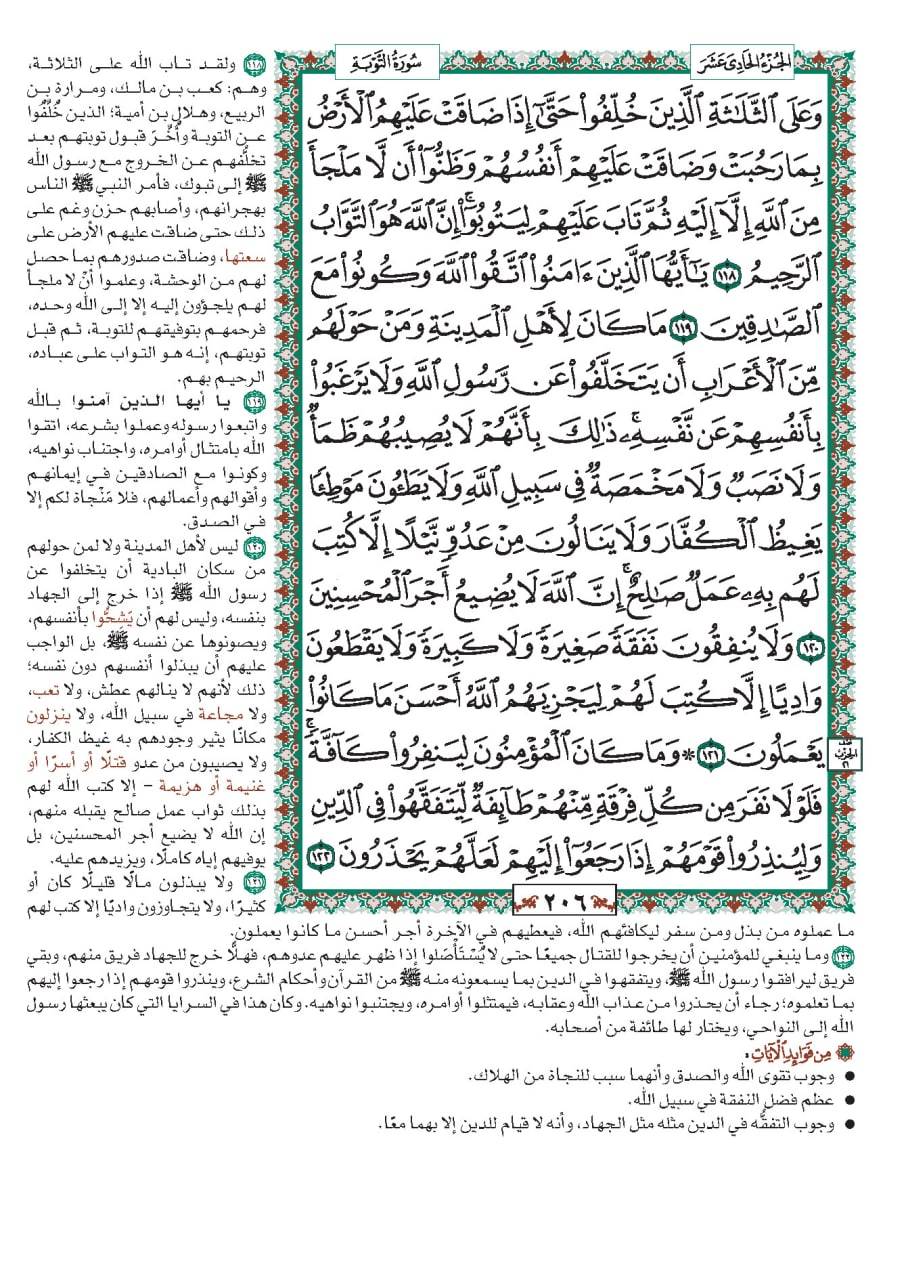 الجزء الحادي عشر
سورة التوبة
وَعَلَى ٱلثَّلَٰثَةِ ٱلَّذِينَ خُلِّفُوا۟ حَتَّىٰٓ إِذَا ضَاقَتْ عَلَيْهِمُ ٱلْأَرْضُ
بِمَا رَحُبَتْ وَضَاقَتْ عَلَيْهِمْ أَنفُسُهُمْ وَظَنُّوٓا۟ أَن لَّا مَلْجَأَ
مِنَ ٱللَّهِ إِلَّآ إِلَيْهِ ثُمَّ تَابَ عَلَيْهِمْ لِيَتُوبُوٓا۟ۚ إِنَّ ٱللَّهَ هُوَ ٱلتَّوَّابُ
ٱلرَّحِيمُ ١١٨ يَٰٓأَيُّهَا ٱلَّذِينَ ءَامَنُوا۟ ٱتَّقُوا۟ ٱللَّهَ وَكُونُوا۟ مَعَ
ٱلصَّٰدِقِينَ ١١٩ مَا كَانَ لِأَهْلِ ٱلْمَدِينَةِ وَمَنْ حَوْلَهُم
مِّنَ ٱلْأَعْرَابِ أَن يَتَخَلَّفُوا۟ عَن رَّسُولِ ٱللَّهِ وَلَا يَرْغَبُوا۟
بِأَنفُسِهِمْ عَن نَّفْسِهِۦۚ ذَٰلِكَ بِأَنَّهُمْ لَا يُصِيبُهُمْ ظَمَأٌ
وَلَا نَصَبٌ وَلَا مَخْمَصَةٌ فِى سَبِيلِ ٱللَّهِ وَلَا يَطَـُٔونَ مَوْطِئًا
يَغِيظُ ٱلْكُفَّارَ وَلَا يَنَالُونَ مِنْ عَدُوٍّ نَّيْلًا إِلَّا كُتِبَ
لَهُم بِهِۦ عَمَلٌ صَٰلِحٌۚ إِنَّ ٱللَّهَ لَا يُضِيعُ أَجْرَ ٱلْمُحْسِنِينَ
١٢٠ وَلَا يُنفِقُونَ نَفَقَةً صَغِيرَةً وَلَا كَبِيرَةً وَلَا يَقْطَعُونَ
وَادِيًا إِلَّا كُتِبَ لَهُمْ لِيَجْزِيَهُمُ ٱللَّهُ أَحْسَنَ مَا كَانُوا۟
يَعْمَلُونَ ١٢١ * وَمَا كَانَ ٱلْمُؤْمِنُونَ لِيَنفِرُوا۟ كَآفَّةًۚ
فَلَوْلَا نَفَرَ مِن كُلِّ فِرْقَةٍ مِّنْهُمْ طَآئِفَةٌ لِّيَتَفَقَّهُوا۟ فِى ٱلدِّينِ
وَلِيُنذِرُوا۟ قَوْمَهُمْ إِذَا رَجَعُوٓا۟ إِلَيْهِمْ لَعَلَّهُمْ يَحْذَرُونَ ١٢٢
٢٠٦
١١٨ ولقد تاب الله على الثلاثة،
وهم: كعب بن مالك، ومرارة بن
الربيع، وهلال بن أمية؛ الذين خُلِّفُوا
عن التوبة وأُخِّرَ قبول توبتهم بعد
تخلُّفهم عن الخروج مع رسول الله
ﷺ إلى تبوك، فأمر النبي ﷺ الناس
بهجرانهم، وأصابهم حزن وغم على
ذلك حتى ضاقت عليهم الأرض على
سعتها، وضاقت صدورهم بما حصل
لهم من الوحشة، وعلموا أنْ لا ملجأ
لهم يلجؤون إليه إلا إلى الله وحده،
فرحمهم بتوفيقهم للتوبة، ثم قبل
توبتهم، إنه هو التواب على عباده،
الرحيم بهم.
١١٩ يا أيها الذين آمنوا بالله
واتبعوا رسوله وعملوا بشرعه، اتقوا
الله بامتثال أوامره، واجتناب نواهيه،
وكونوا مع الصادقين في إيمانهم
وأقوالهم وأعمالهم، فلا مَنْجاة لكم إلا
في الصدق.
١٢٠ ليس لأهل المدينة ولا لمن حولهم
من سكان البادية أن يتخلفوا عن
رسول الله ﷺ إذا خرج إلى الجهاد
بنفسه، وليس لهم أن يَشحُّوا بأنفسهم،
ويصونوها عن نفسه ﷺ، بل الواجب
عليهم أن يبذلوا أنفسهم دون نفسه؛
ذلك لأنهم لا ينالهم عطش، ولا تعب،
ولا مجاعة في سبيل الله، ولا ينزلون
مكانًا يثير وجودهم به غيظ الكفار،
ولا يصيبون من عدو قتلًا أو أسرًا أو
غنيمة أو هزيمة - إلا كتب الله لهم
بذلك ثواب عمل صالح يقبله منهم،
إن الله لا يضيع أجر المحسنين، بل
يوفيهم إياه كاملًا، ويزيدهم عليه.
١٢١ ولا يبذلون مالًا قليلًا كان أو
كثيرًا، ولا يتجاوزون واديًا إلا كتب لهم
ما عملوه من بذل ومن سفر ليكافئهم الله، فيعطيهم في الآخرة أجر أحسن ما كانوا يعملون.
١٢٢ وما ينبغي للمؤمنين أن يخرجوا للقتال جميعًا حتى لا يُسْتَأْصَلوا إذا ظهر عليهم عدوهم، فهلَّا خرج للجهاد فريق منهم، وبقي
فريق ليرافقوا رسول الله ﷺ، ويتفقهوا في الدين بما يسمعونه منه ﷺ من القرآن وأحكام الشرع، وينذروا قومهم إذا رجعوا إليهم
بما تعلموه؛ رجاء أن يحذروا من عذاب الله وعقابه، فيمتثلوا أوامره، ويجتنبوا نواهيه. وكان هذا في السرايا التي كان يبعثها رسول
الله إلى النواحي، ويختار لها طائفة من أصحابه.
من فوائد الآيات:
● وجوب تقوى الله والصدق وأنهما سبب للنجاة من الهلاك.
● عظم فضل النفقة في سبيل الله.
● وجوب التفقُّه في الدين مثله مثل الجهاد، وأنه لا قيام للدين إلا بهما معًا.